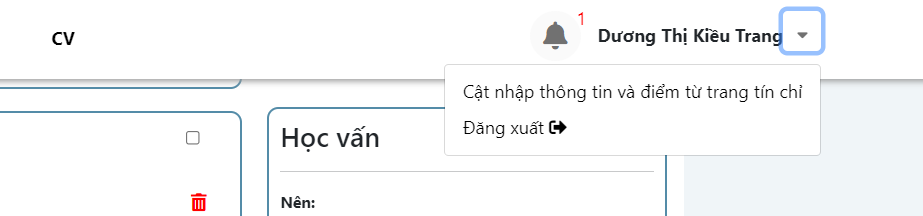 CV
1
Dương Thị Kiều Trang
Cật nhập thông tin và điểm từ trang tín chỉ
Đăng xuất
Học vấn
Nên: